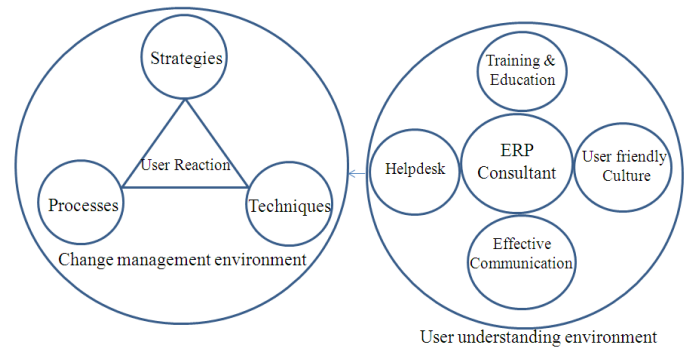 Strategies
User Reaction
Processes
Techniques
Change management environment
Training &
Education
Helpdesk
ERP
Consultant
User friendly
Culture
Effective
Communication
User understanding environment